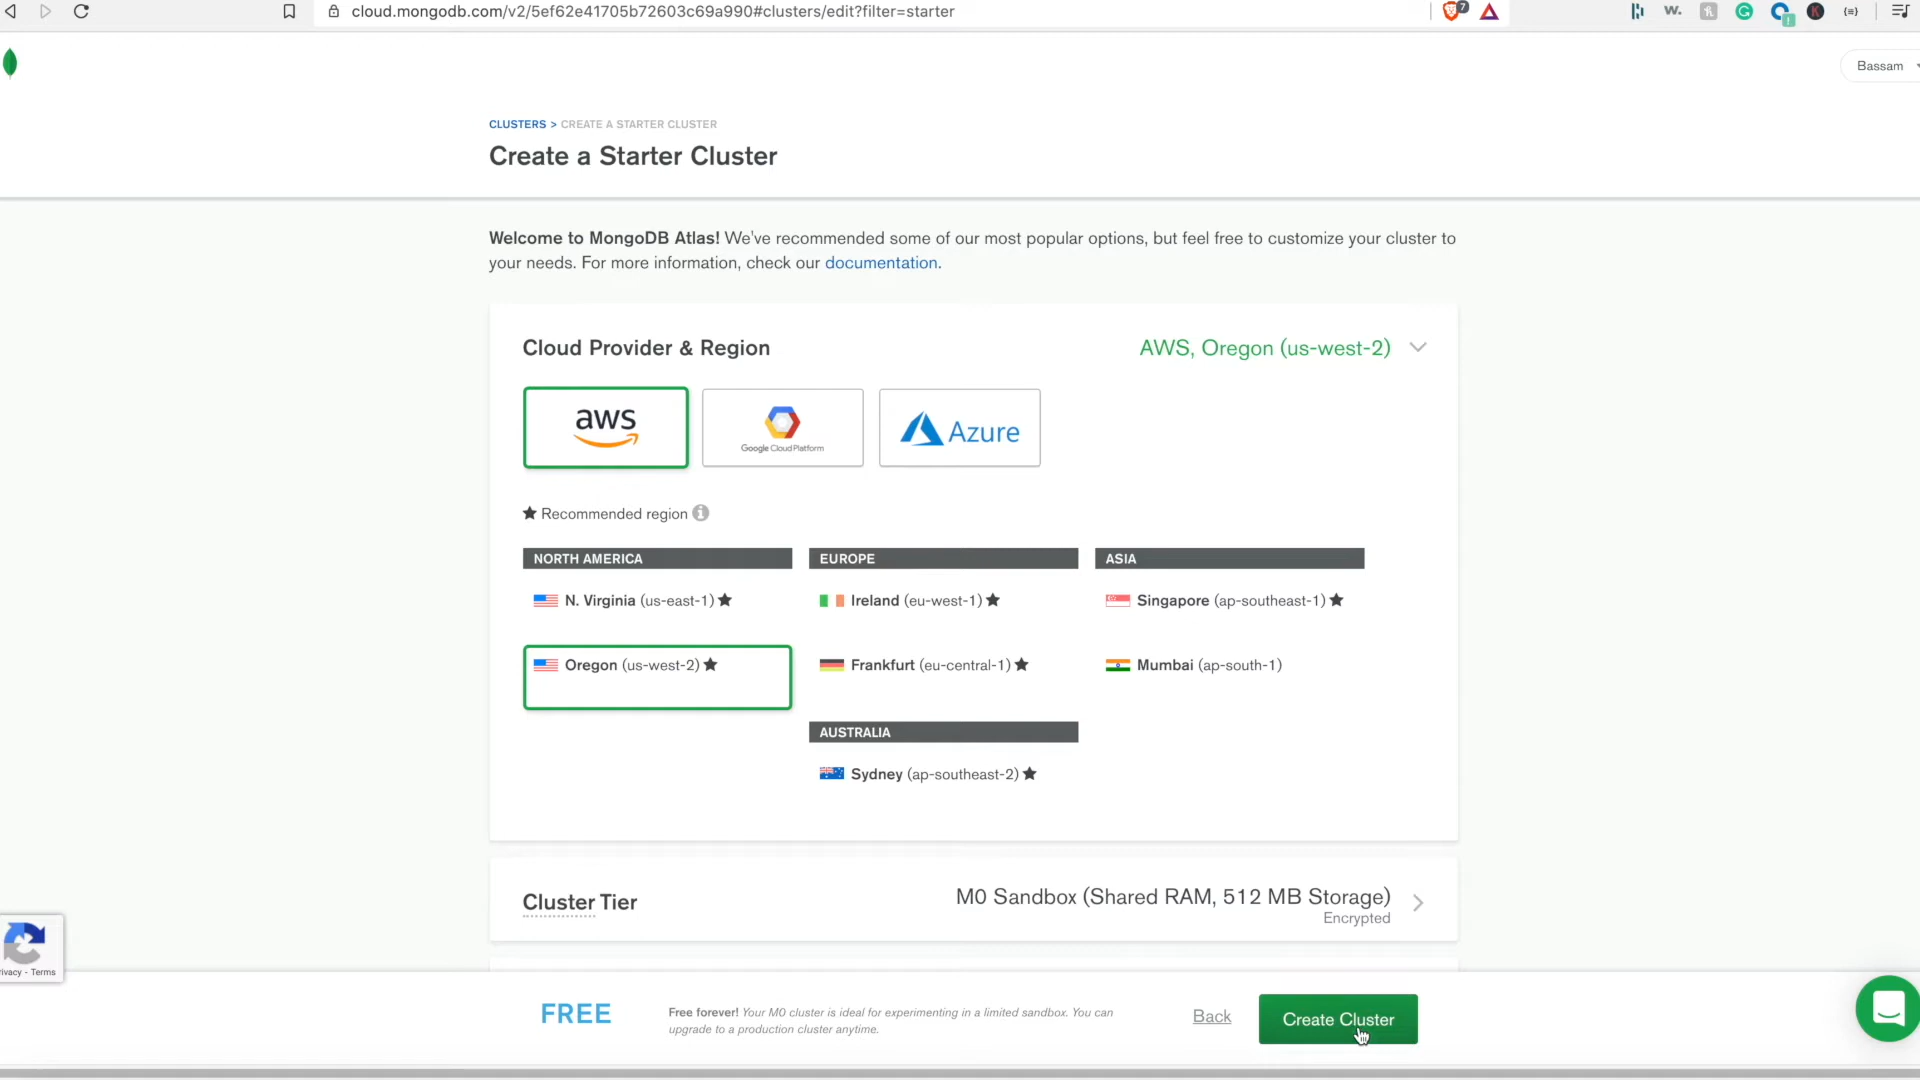 cloud.mongodb.com/v2/5ef62e41705b72603c69a990#clusters/edit?filter=starter
7
W.
Bassam
CLUSTERS > CREATE A STARTER CLUSTER
Create a Starter Cluster
Welcome to MongoDB Atlas! We've recommended some of our most popular options, but feel free to customize your cluster to
your needs. For more information, check our documentation.
Cloud Provider & Region
AWS, Oregon (us-west-2)
aws
Google Cloud Platform
Azure
Recommended region
NORTH AMERICA
EUROPE
ASIA
N. Virginia (us-east-1)
Ireland (eu-west-1)
Singapore (ap-southeast-1)
Oregon (us-west-2)
Frankfurt (eu-central-1)
Mumbai (ap-south-1)
AUSTRALIA
Sydney (ap-southeast-2)
Cluster Tier
M0 Sandbox (Shared RAM, 512 MB Storage)
Encrypted
rivacy - Terms
FREE
Free forever! Your M0 cluster is ideal for experimenting in a limited sandbox. You can
upgrade to a production cluster anytime.
Back
Create Cluster